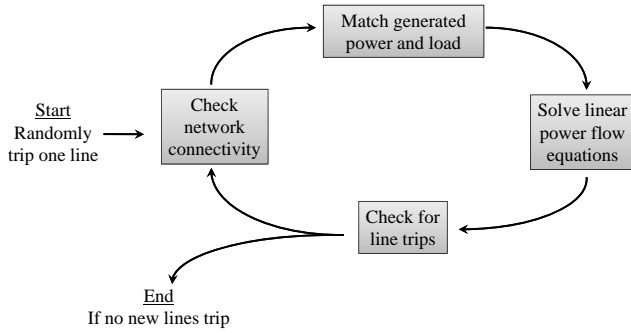 Match generated
power and load
Start
Randomly
trip one line
Check
network
connectivity
Solve linear
power flow
equations
Check for
line trips
End
If no new lines trip